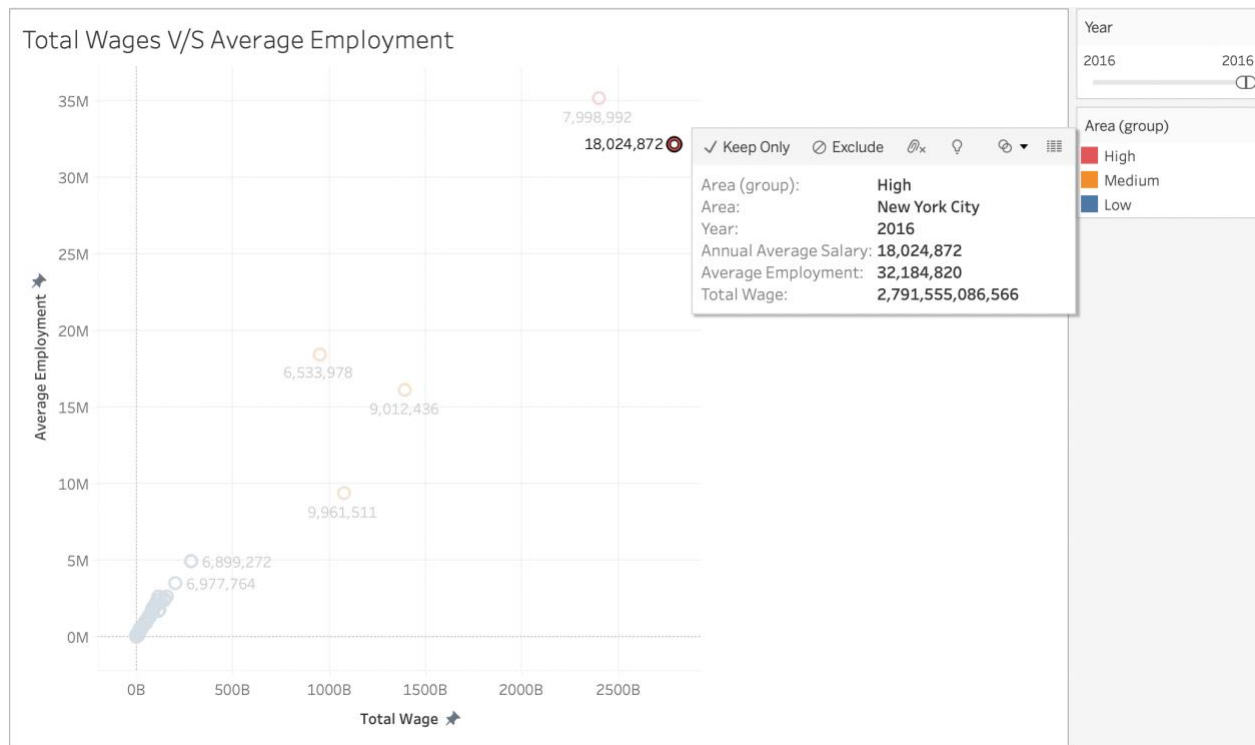 Total Wages V/S Average Employment
35M
30M
25M
20M
15M
10M
5M
0M
Average Employment
7,998,992
18,024,872
6,533,978
9,012,436
9,961,511
6,899,272
6,977,764
0B
500B
1000B
1500B
2000B
2500B
Total Wage
Keep Only
Exclude
Area (group): High
Area: New York City
Year: 2016
Annual Average Salary: 18,024,872
Average Employment: 32,184,820
Total Wage: 2,791,555,086,566
Year
2016 2016
Area (group)
High
Medium
Low